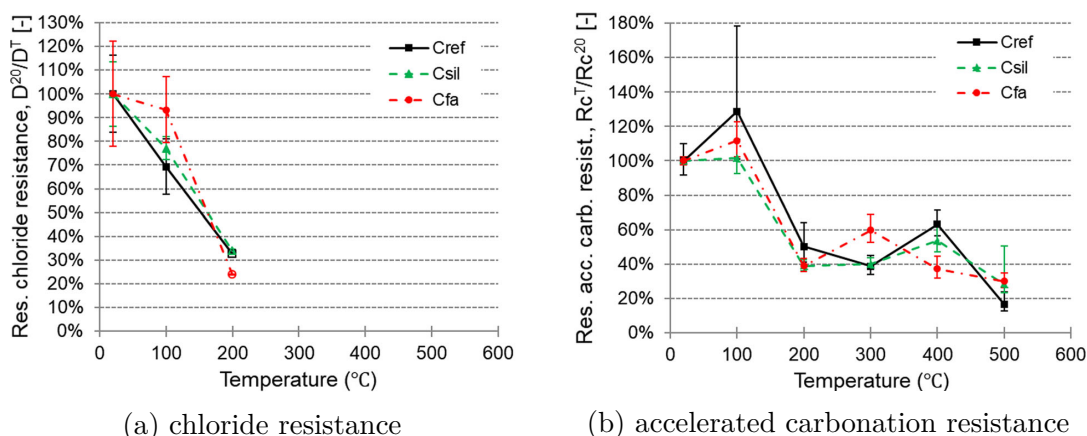 Res. chloride resistance, D²⁰/Dᵀ [-]
130%
120%
110%
100%
90%
80%
70%
60%
50%
40%
30%
20%
10%
0%
Cref
Csil
Cfa
0 100 200 300 400 500 600
Temperature (℃)
(a) chloride resistance
Res. acc. carb. resist., Rcᵀ/Rc²⁰ [-]
180%
160%
140%
120%
100%
80%
60%
40%
20%
0%
Cref
Csil
Cfa
0 100 200 300 400 500 600
Temperature (℃)
(b) accelerated carbonation resistance